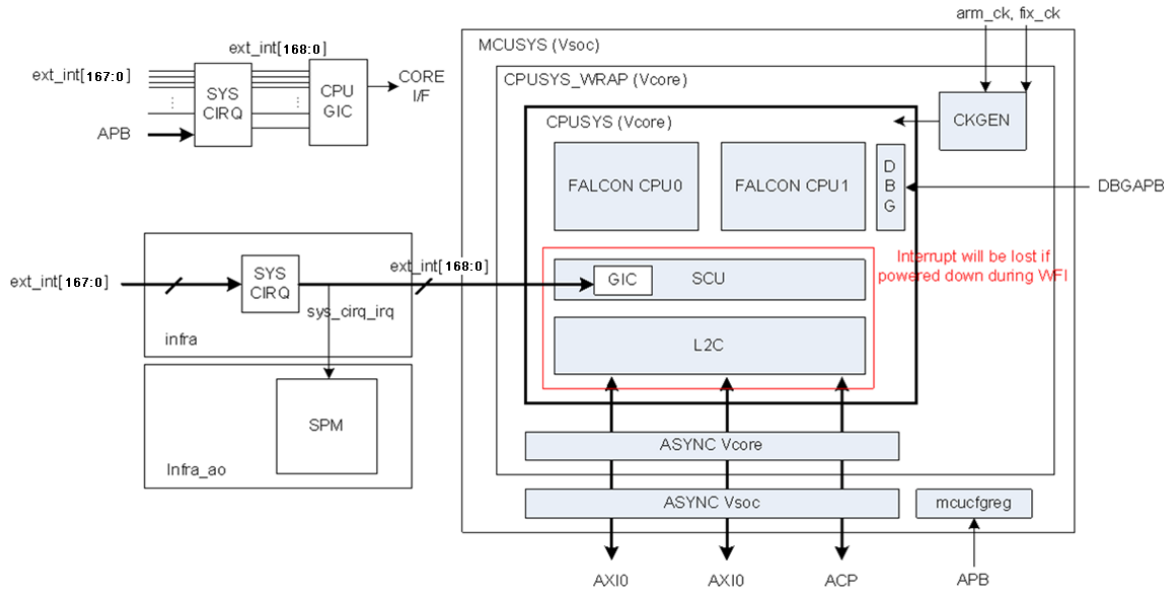 arm_ck, fix_ck
MCUSYS (Vsoc)
ext_int[168:0]
ext_int[167:0]
SYS
CIRQ
CPU
GIC
CORE
I/F
APB
CPUSYS_WRAP (Vcore)
CKGEN
CPUSYS (Vcore)
FALCON CPU0
FALCON CPU1
D
B
G
DBGAPB
Interrupt will be lost if
powered down during WFI
ext_int[167:0]
SYS
CIRQ
ext_int[168:0]
GIC
SCU
sys_cirq_irq
infra
L2C
SPM
Infra_ao
ASYNC Vcore
ASYNC Vsoc
mcucfgreg
AXI0
AXI0
ACP
APB